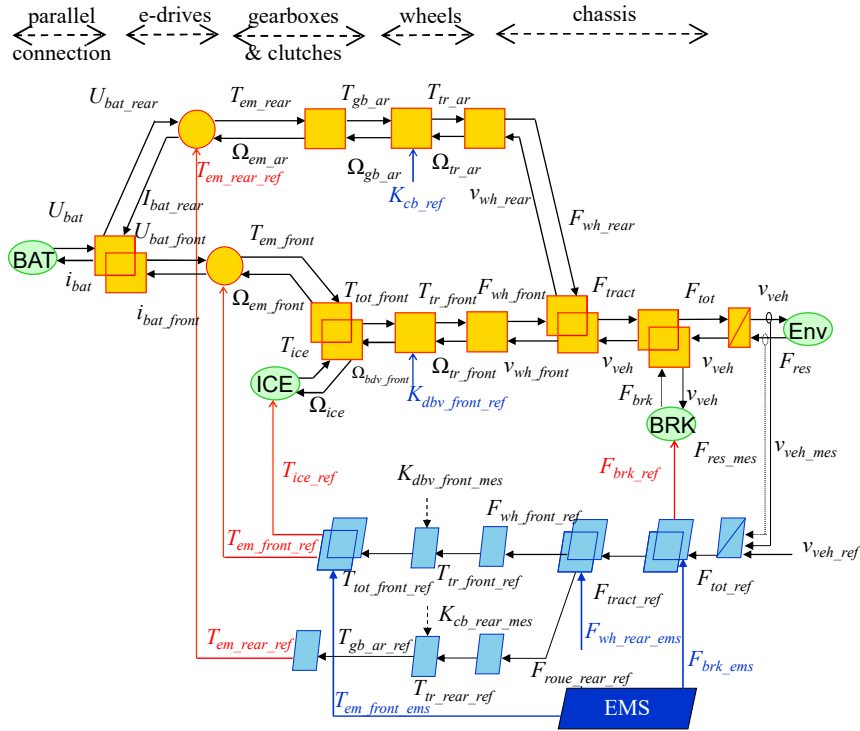 parallel connection
e-drives
gearboxes & clutches
wheels
chassis
U_bat_rear
T_em_rear
T_gb_ar
T_tr_ar
Ω_em_ar
Ω_gb_ar
Ω_tr_ar
T_em_rear_ref
K_cb_ref
v_wh_rear
I_bat_rear
U_bat
U_bat_front
T_em_front
F_wh_rear
BAT
i_bat
i_bat_front
Ω_em_front
T_tot_front
T_tr_front
F_wh_front
F_tract
F_tot
v_veh
Env
T_ice
Ω_bdv_front
Ω_tr_front
v_wh_front
v_veh
v_veh
F_res
ICE
Ω_ice
K_dbv_front_ref
F_brk
v_veh
BRK
F_res_mes
v_veh_mes
T_ice_ref
K_dbv_front_mes
F_brk_ref
F_wh_front_ref
T_em_front_ref
v_veh_ref
T_tot_front_ref
T_tr_front_ref
F_tract_ref
F_tot_ref
K_cb_rear_mes
T_em_rear_ref
T_gb_ar_ref
F_wh_rear_ems
F_brk_ems
F_roue_rear_ref
T_tr_rear_ref
T_em_front_ems
EMS